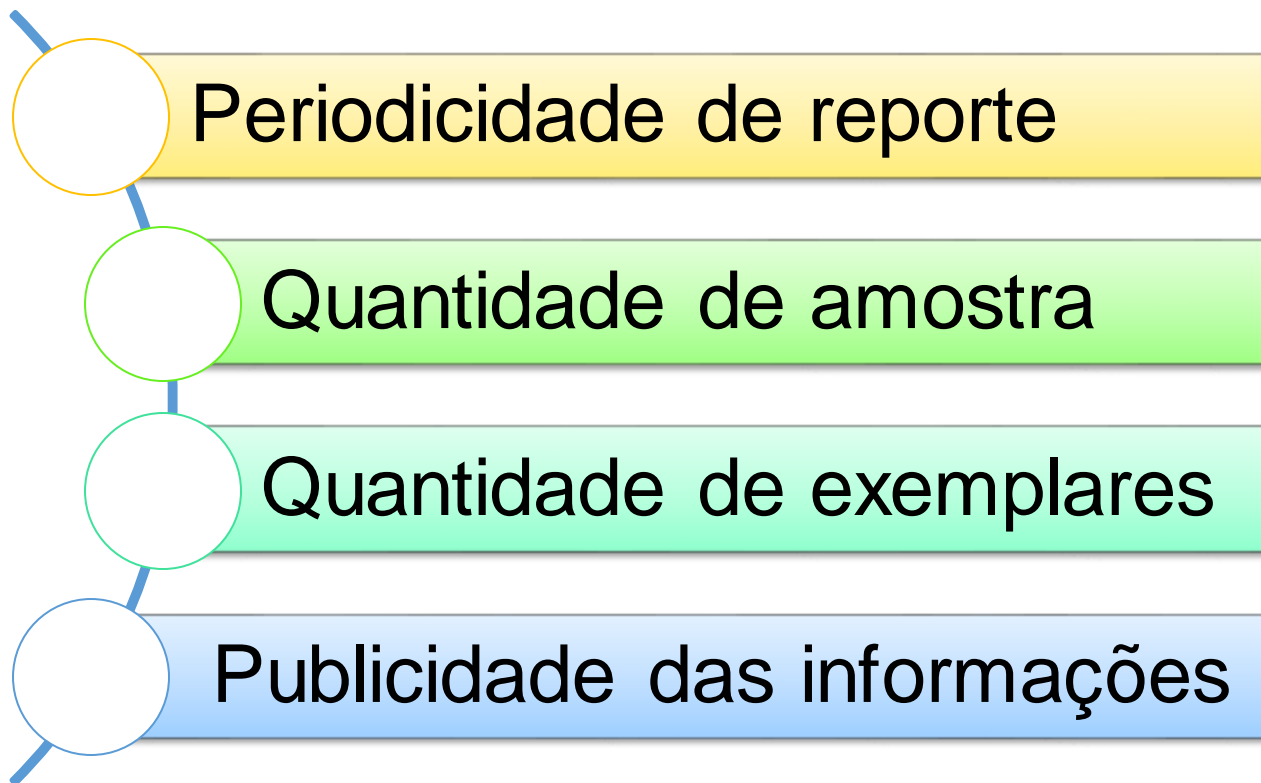 Periodicidade de reporte
Quantidade de amostra
Quantidade de exemplares
Publicidade das informações